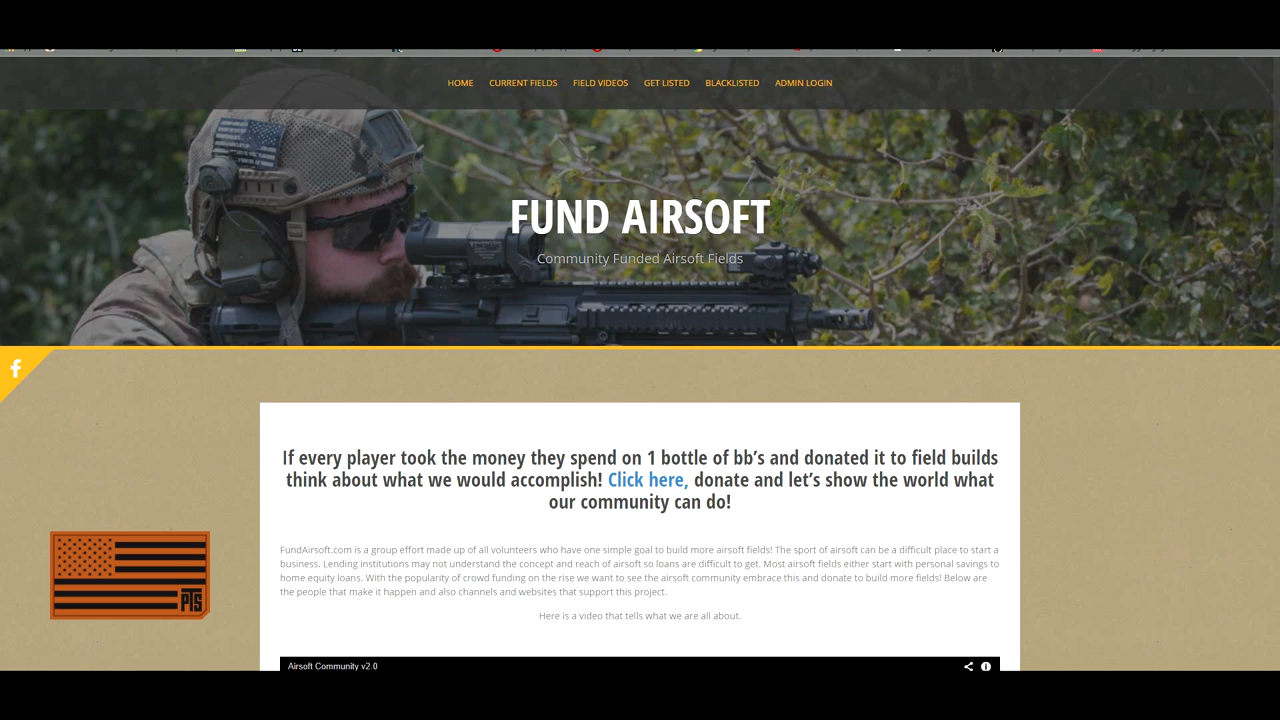 HOME CURRENT FIELDS FIELD VIDEOS GET LISTED BLACKLISTED ADMIN LOGIN
FUND AIRSOFT
Community Funded Airsoft Fields
If every player took the money they spend on 1 bottle of bb's and donated it to field builds
think about what we would accomplish! Click here, donate and let's show the world what
our community can do!
FundAirsoft.com is a group effort made up of all volunteers who have one simple goal to build more airsoft fields! The sport of airsoft can be a difficult place to start a
business. Lending institutions may not understand the concept and reach of airsoft so loans are difficult to get. Most airsoft fields either start with personal savings to
home equity loans. With the popularity of crowd funding on the rise we want to see the airsoft community embrace this and donate to build more fields! Below are
the people that make it happen and also channels and websites that support this project.
PTS
Here is a video that tells what we are all about.
Airsoft Community v2.0